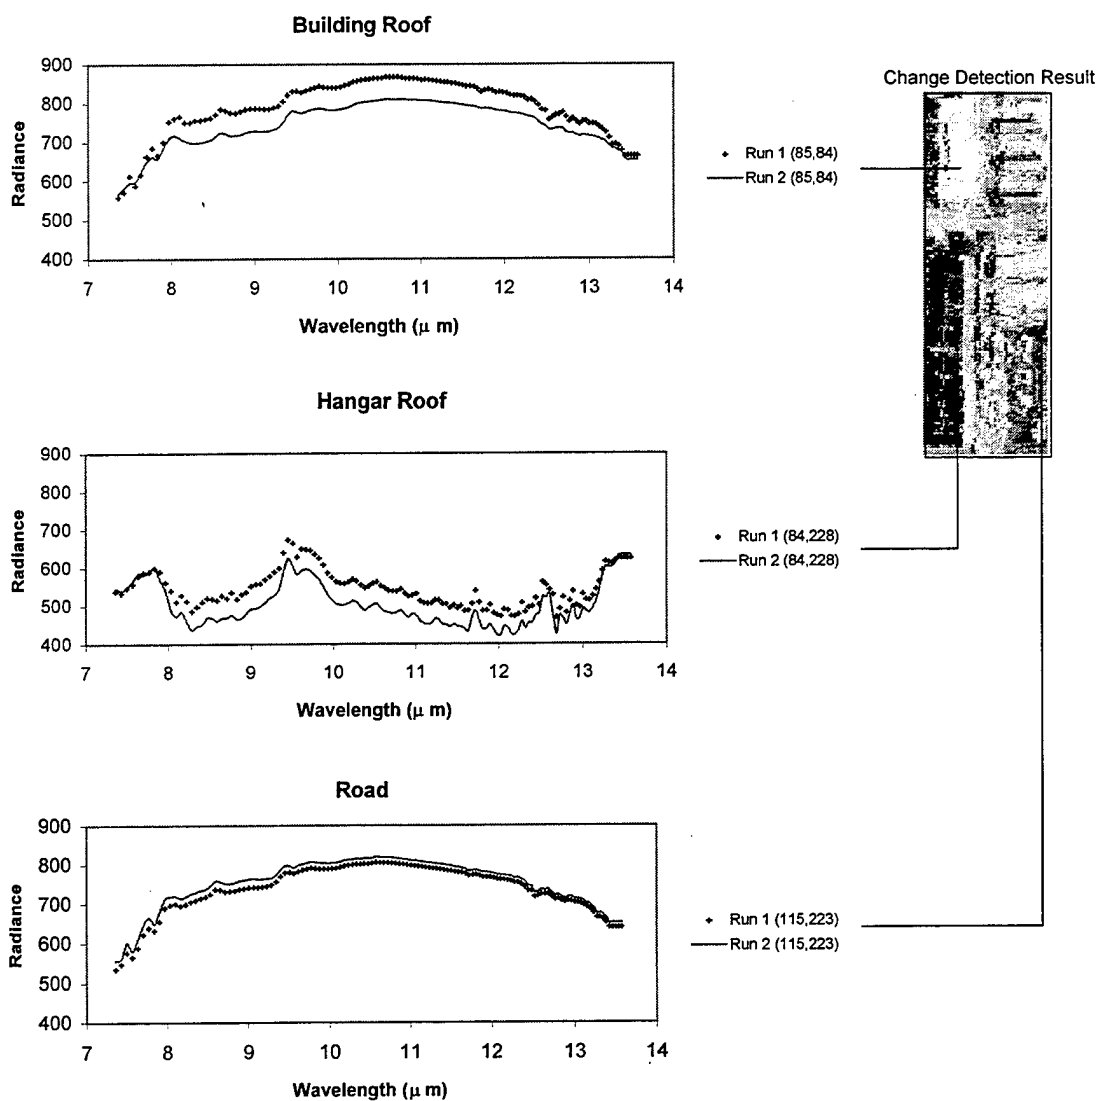 Building Roof
900
800
700
600
500
400
Radiance
7 8 9 10 11 12 13 14
Wavelength (μ m)
Run 1 (85,84)
Run 2 (85,84)
Change Detection Result
Hangar Roof
900
800
700
600
500
400
Radiance
7 8 9 10 11 12 13 14
Wavelength (μ m)
Run 1 (84,228)
Run 2 (84,228)
Road
900
800
700
600
500
400
Radiance
7 8 9 10 11 12 13 14
Wavelength (μ m)
Run 1 (115,223)
Run 2 (115,223)